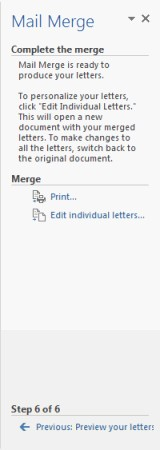 Mail Merge
Complete the merge
Mail Merge is ready to
produce your letters.
To personalize your letters,
click "Edit Individual Letters."
This will open a new
document with your merged
letters. To make changes to
all the letters, switch back to
the original document.
Merge
Print...
Edit individual letters...
Step 6 of 6
Previous: Preview your letters